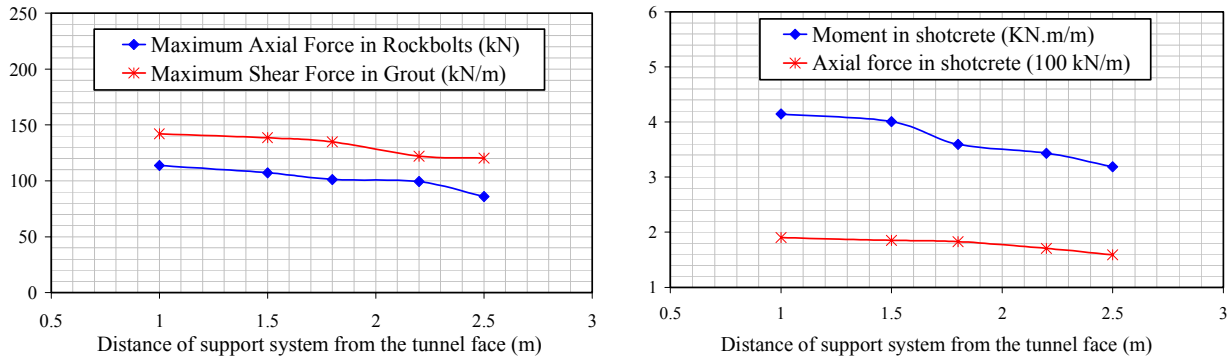 250
200
150
100
50
0
Maximum Axial Force in Rockbolts (kN)
Maximum Shear Force in Grout (kN/m)
0.5 1 1.5 2 2.5 3
Distance of support system from the tunnel face (m)
6
5
4
3
2
1
Moment in shotcrete (KN.m/m)
Axial force in shotcrete (100 kN/m)
0.5 1 1.5 2 2.5 3
Distance of support system from the tunnel face (m)